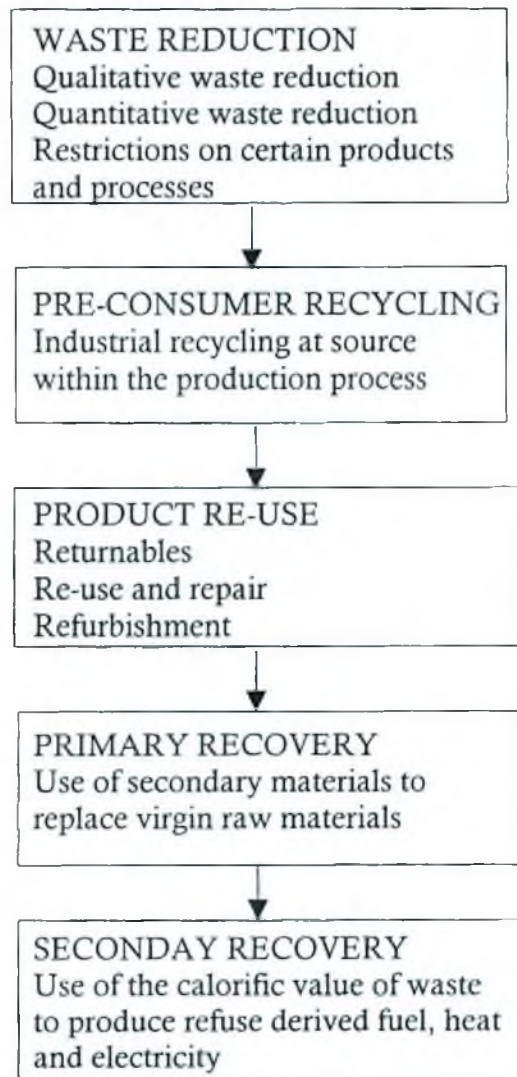 WASTE REDUCTION
Qualitative waste reduction
Quantitative waste reduction
Restrictions on certain products
and processes
PRE-CONSUMER RECYCLING
Industrial recycling at source
within the production process
PRODUCT RE-USE
Returnables
Re-use and repair
Refurbishment
PRIMARY RECOVERY
Use of secondary materials to
replace virgin raw materials
SECONDAY RECOVERY
Use of the calorific value of waste
to produce refuse derived fuel, heat
and electricity